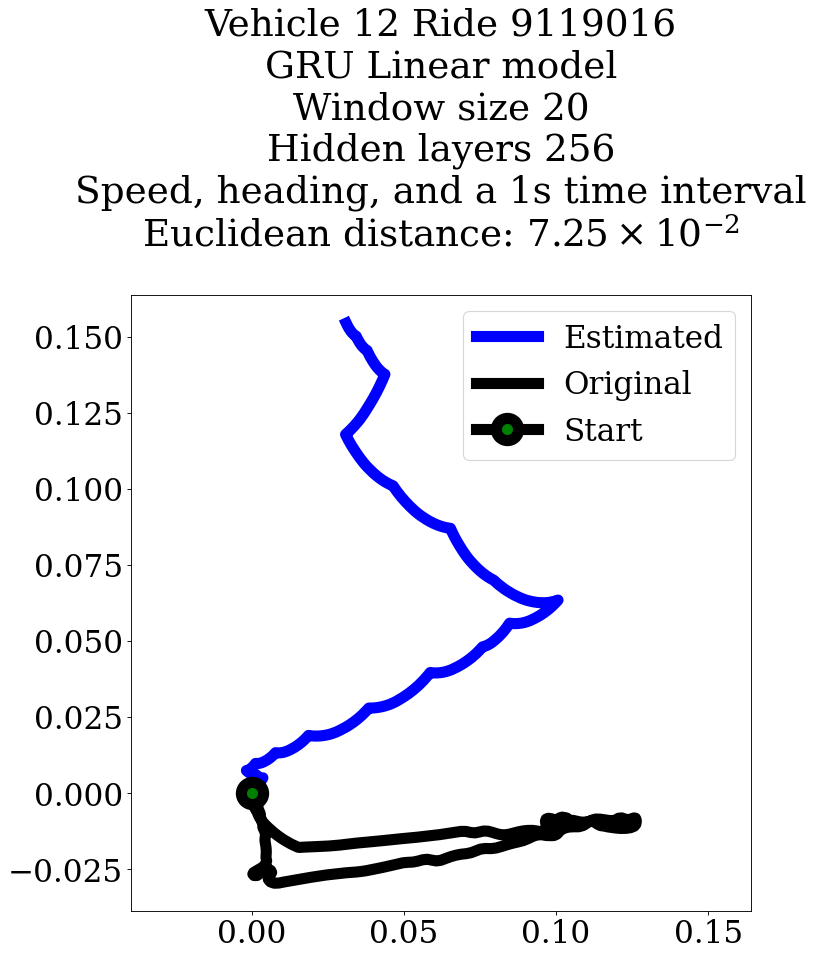 Vehicle 12 Ride 9119016
GRU Linear model
Window size 20
Hidden layers 256
Speed, heading, and a 1s time interval
Euclidean distance: 7.25 × 10⁻²
Estimated
Original
Start
0.150
0.125
0.100
0.075
0.050
0.025
0.000
−0.025
0.00 0.05 0.10 0.15